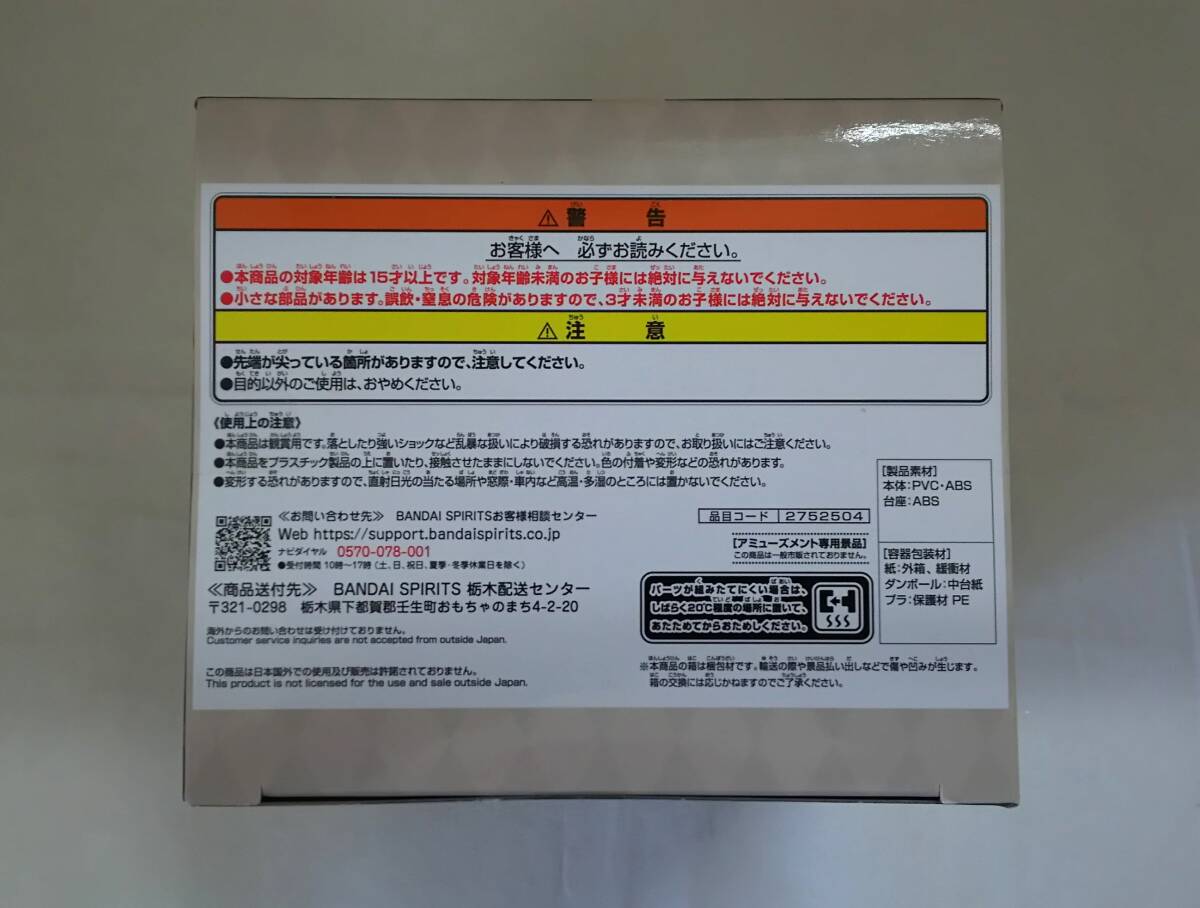 ⚠警告
お客様へ 必ずお読みください。
●本商品の対象年齢は15才以上です。対象年齢未満のお子様には絶対に与えないでください。
●小さな部品があります。誤飲・窒息の危険がありますので、3才未満のお子様には絶対に与えないでください。
⚠注意
●先端が尖っている箇所がありますので、注意してください。
●目的以外のご使用は、おやめください。
《使用上の注意》
●本商品は観賞用です。落としたり強いショックなど乱暴な扱いにより破損する恐れがありますので、お取り扱いにはご注意ください。
●本商品をプラスチック製品の上に置いたり、接触させたままにしないでください。色の付着や変形などの恐れがあります。
●変形する恐れがありますので、直射日光の当たる場所や窓際・車内など高温・多湿のところには置かないでください。
≪お問い合わせ先≫ BANDAI SPIRITSお客様相談センター
Web https://support.bandaispirits.co.jp
ナビダイヤル 0570-078-001
●受付時間 10時〜17時(土、日、祝日、夏季・冬季休業日を除く)
≪商品送付先≫ BANDAI SPIRITS 栃木配送センター
〒321-0298 栃木県下都賀郡壬生町おもちゃのまち4-2-20
海外からのお問い合わせは受け付けておりません。
Customer service inquiries are not accepted from outside Japan.
この商品は日本国外での使用及び販売は許諾されておりません。
This product is not licensed for the use and sale outside Japan.
品目コード 2752504
[アミューズメント専用景品]
この商品は一般市販されておりません。
パーツが組みたてにくい場合は、
しばらく20℃程度の場所に置いて、
あたためてからおためしください。
[製品素材]
本体:PVC・ABS
台座:ABS
[容器包装材]
紙:外箱、緩衝材
ダンボール:中台紙
プラ:保護材 PE
※本商品の箱は梱包材です。輸送の際や景品払い出しなどで傷や凹みが生じます。
箱の交換には応じかねますのでご了承ください。